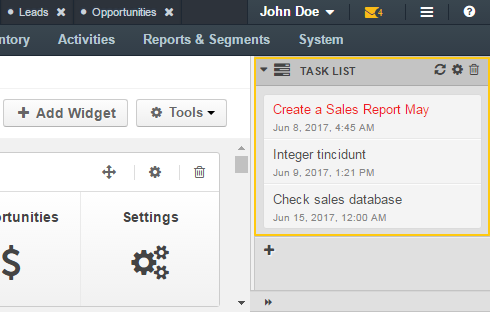 Leads Opportunities John Doe 4
ntory Activities Reports & Segments System
TASK LIST
Add Widget Tools
Create a Sales Report May
Jun 8, 2017, 4:45 AM
Integer tincidunt
Jun 9, 2017, 1:21 PM
Check sales database
Jun 15, 2017, 12:00 AM
ortunities Settings
$